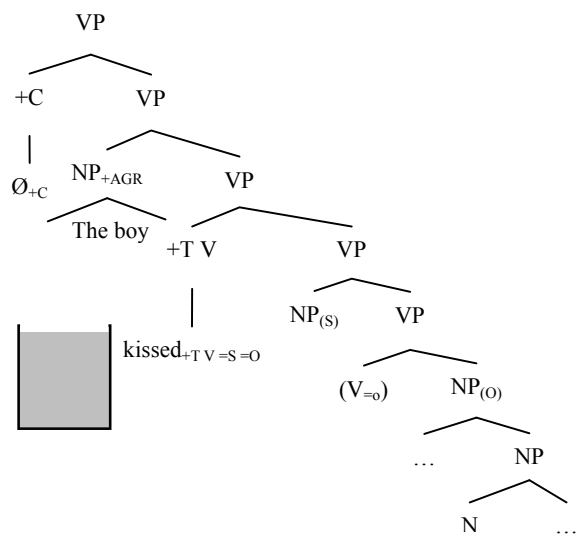 VP
+C VP
Ø+C NP+AGR VP
The boy
+T V VP
NP(S) VP
kissed+T V =S =O
(V=o) NP(O)
… NP
N …